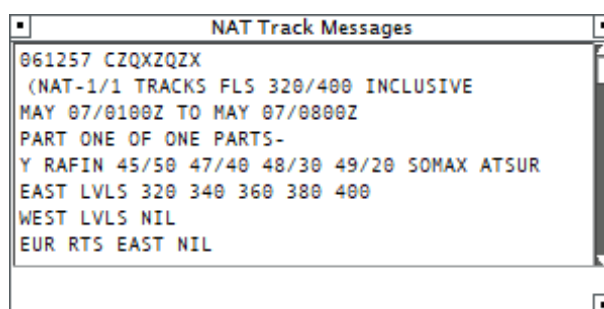 NAT Track Messages
061257 CZQXZQZX
(NAT-1/1 TRACKS FLS 320/400 INCLUSIVE
MAY 07/0100Z TO MAY 07/0800Z
PART ONE OF ONE PARTS-
Y RAFIN 45/50 47/40 48/30 49/20 SOMAX ATSUR
EAST LVLS 320 340 360 380 400
WEST LVLS NIL
EUR RTS EAST NIL